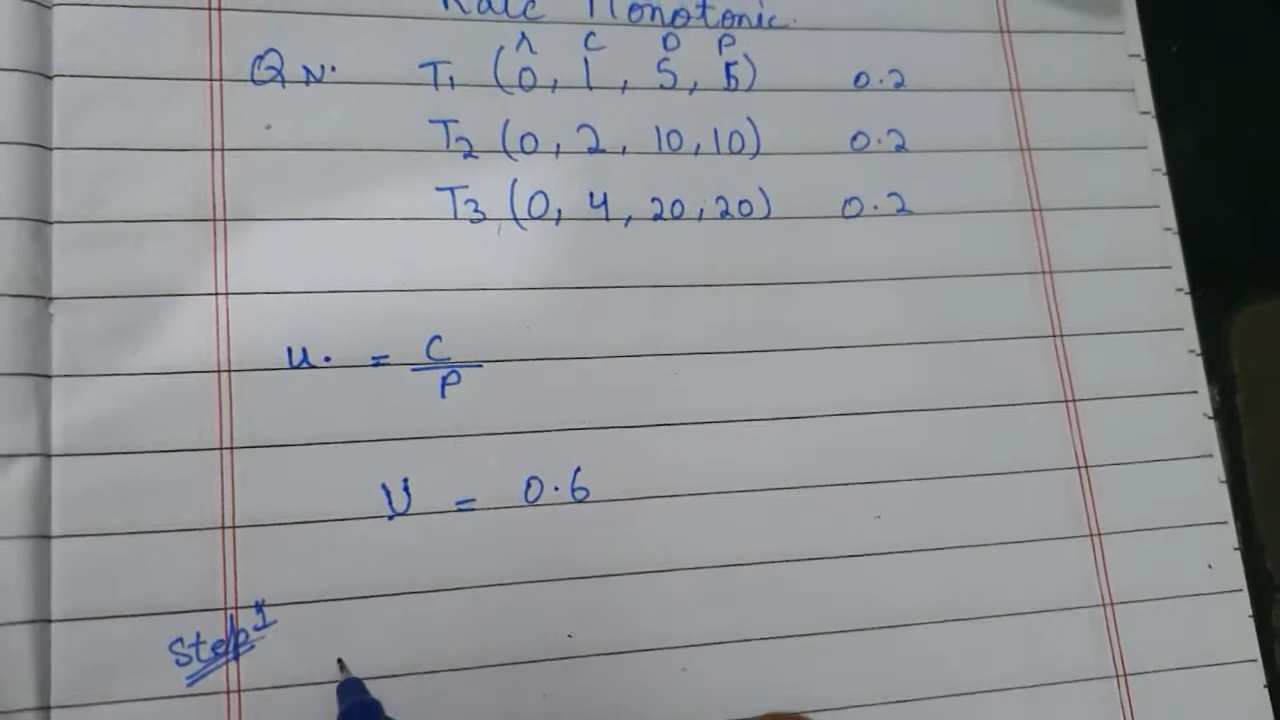 Rate Monotonic.
λ C D P
Q N. T1 (0, 1, 5, 5) 0.2
T2 (0, 2, 10, 10) 0.2
T3 (0, 4, 20, 20) 0.2
u. = C/P
U = 0.6
Step 1